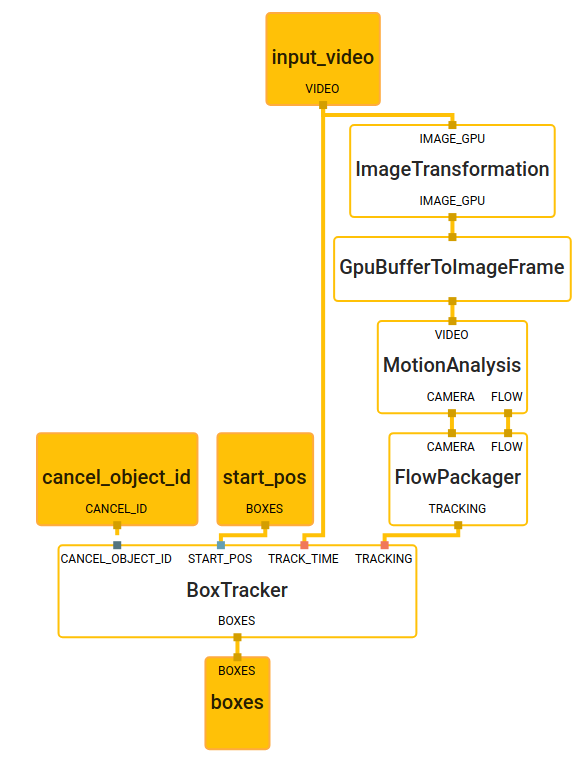 input_video
VIDEO
IMAGE_GPU
ImageTransformation
IMAGE_GPU
GpuBufferToImageFrame
VIDEO
MotionAnalysis
CAMERA FLOW
cancel_object_id
CANCEL_ID
start_pos
BOXES
CAMERA FLOW
FlowPackager
TRACKING
CANCEL_OBJECT_ID START_POS TRACK_TIME TRACKING
BoxTracker
BOXES
BOXES
boxes